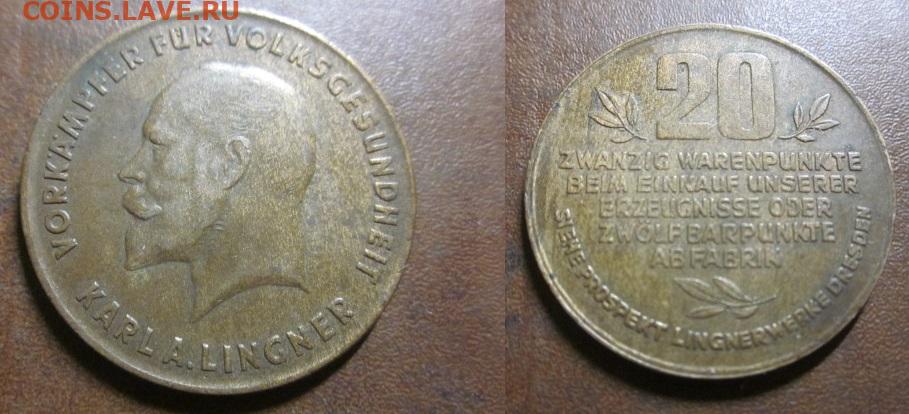 COINS.LAVE.RU
VORKÄMPFER FÜR VOLKSGESUNDHEIT
KARL A. LINGNER
20
ZWANZIG WARENPUNKTE
BEIM EINKAUF UNSERER
ERZEUGNISSE ODER
ZWÖLF BARPUNKTE
AB FABRIK
SIEHE PROSPEKT LINGNERWERKE DRESDEN